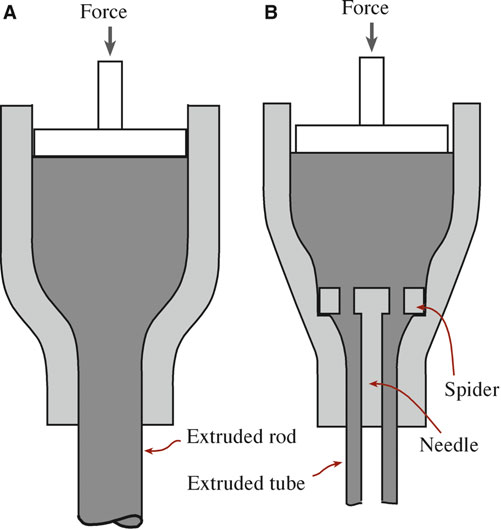 A
Force
B
Force
Spider
Needle
Extruded rod
Extruded tube